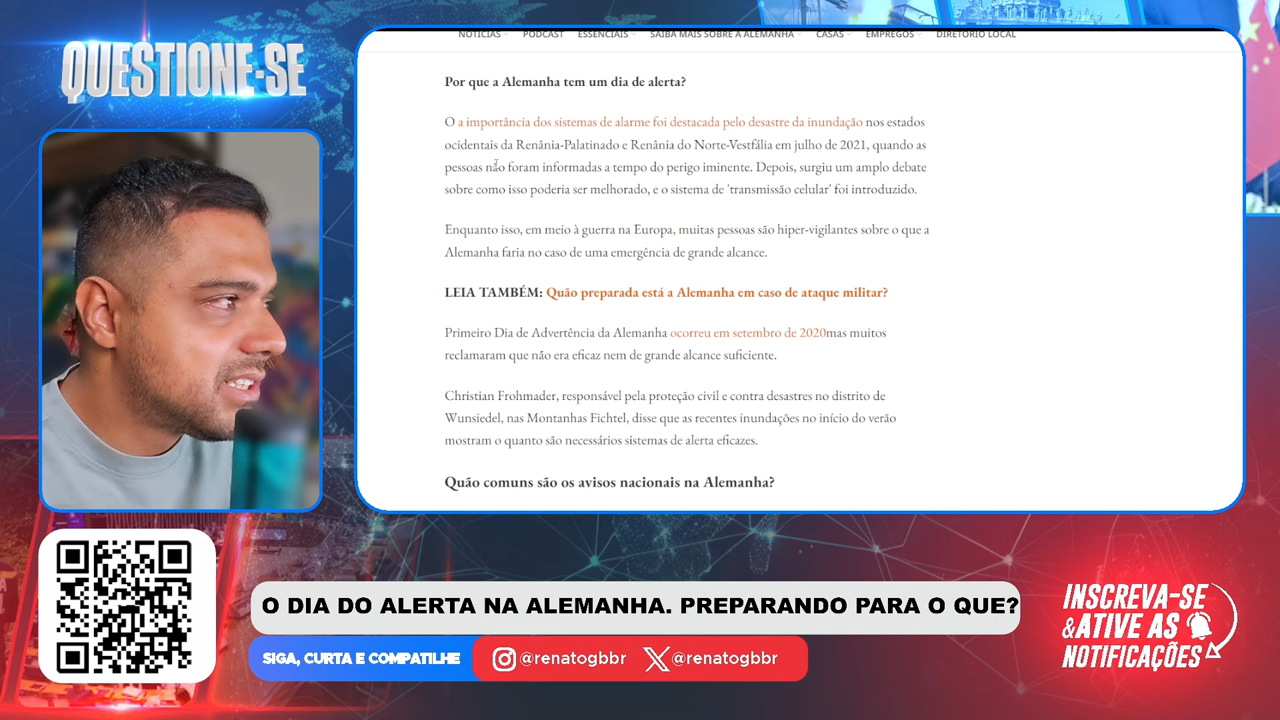 QUESTIONE-SE
NOTÍCIAS PODCAST ESSENCIAIS SAIBA MAIS SOBRE A ALEMANHA CASAS EMPREGOS DIRETÓRIO LOCAL
Por que a Alemanha tem um dia de alerta?
O a importância dos sistemas de alarme foi destacada pelo desastre da inundação nos estados
ocidentais da Renânia-Palatinado e Renânia do Norte-Vestfália em julho de 2021, quando as
pessoas não foram informadas a tempo do perigo iminente. Depois, surgiu um amplo debate
sobre como isso poderia ser melhorado, e o sistema de 'transmissão celular' foi introduzido.
Enquanto isso, em meio à guerra na Europa, muitas pessoas são hiper-vigilantes sobre o que a
Alemanha faria no caso de uma emergência de grande alcance.
LEIA TAMBÉM: Quão preparada está a Alemanha em caso de ataque militar?
Primeiro Dia de Advertência da Alemanha ocorreu em setembro de 2020mas muitos
reclamaram que não era eficaz nem de grande alcance suficiente.
Christian Frohmader, responsável pela proteção civil e contra desastres no distrito de
Wunsiedel, nas Montanhas Fichtel, disse que as recentes inundações no início do verão
mostram o quanto são necessários sistemas de alerta eficazes.
Quão comuns são os avisos nacionais na Alemanha?
O DIA DO ALERTA NA ALEMANHA. PREPARANDO PARA O QUE?
SIGA, CURTA E COMPATILHE @renatogbbr @renatogbbr
INSCREVA-SE
&ATIVE AS
NOTIFICAÇÕES